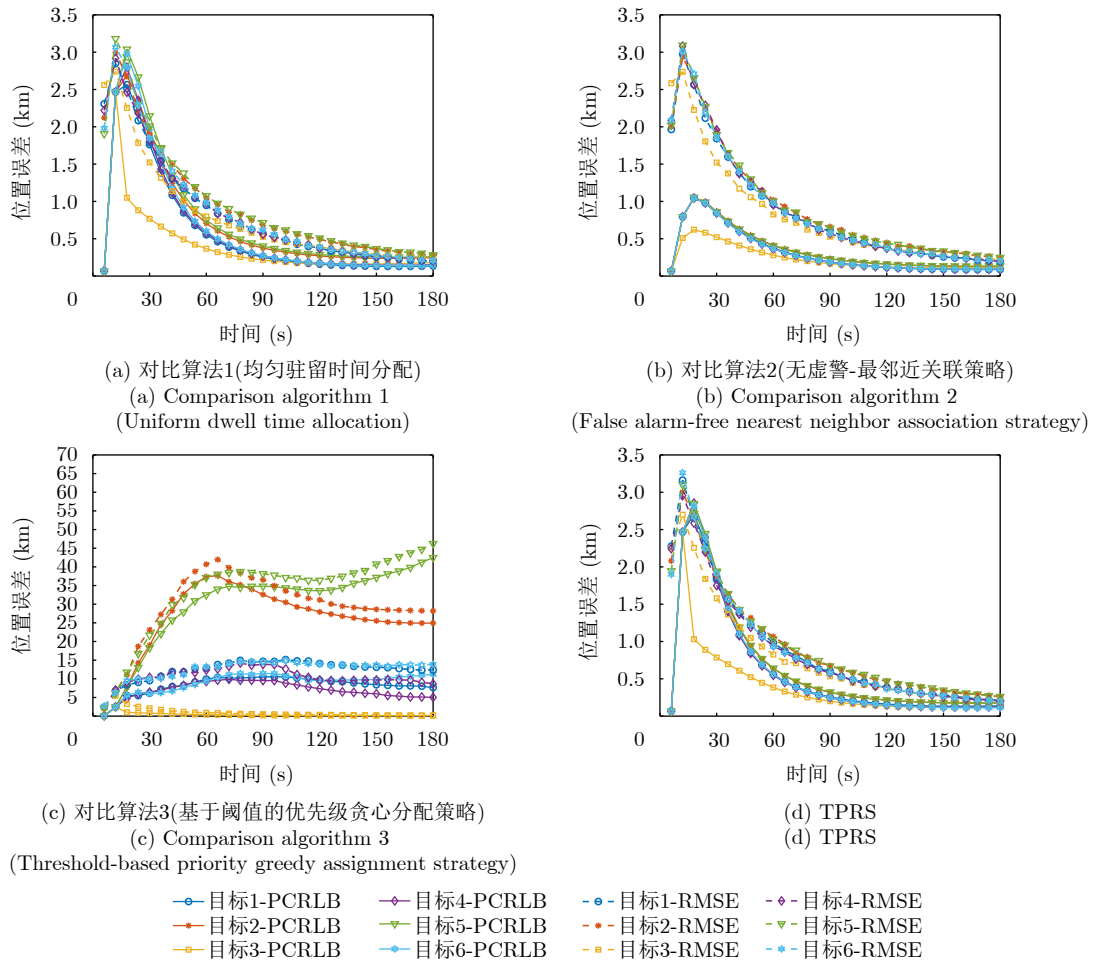 3.5
3.0
2.5
2.0
1.5
1.0
0.5
0
30
60
90
120
150
180
位置误差 (km)
时间 (s)
(a) 对比算法1(均匀驻留时间分配)
(a) Comparison algorithm 1
(Uniform dwell time allocation)
3.5
3.0
2.5
2.0
1.5
1.0
0.5
0
30
60
90
120
150
180
位置误差 (km)
时间 (s)
(b) 对比算法2(无虚警-最邻近关联策略)
(b) Comparison algorithm 2
(False alarm-free nearest neighbor association strategy)
70
65
60
55
50
45
40
35
30
25
20
15
10
5
0
30
60
90
120
150
180
位置误差 (km)
时间 (s)
(c) 对比算法3(基于阈值的优先级贪心分配策略)
(c) Comparison algorithm 3
(Threshold-based priority greedy assignment strategy)
3.5
3.0
2.5
2.0
1.5
1.0
0.5
0
30
60
90
120
150
180
位置误差 (km)
时间 (s)
(d) TPRS
(d) TPRS
目标1-PCRLB
目标4-PCRLB
目标1-RMSE
目标4-RMSE
目标2-PCRLB
目标5-PCRLB
目标2-RMSE
目标5-RMSE
目标3-PCRLB
目标6-PCRLB
目标3-RMSE
目标6-RMSE